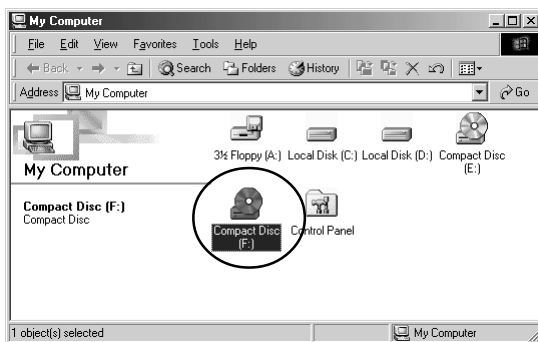 My Computer
File Edit View Favorites Tools Help
Back Search Folders History
Address My Computer Go
My Computer
3½ Floppy (A:) Local Disk (C:) Local Disk (D:) Compact Disc
(E:)
Compact Disc (F:)
Compact Disc
Compact Disc
(F:)
Control Panel
1 object(s) selected
My Computer